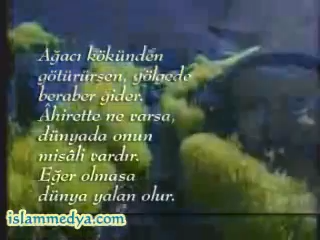 Ağacı kökünden
götürürsen, gölgede
beraber gider.
Âhirette ne varsa,
dünyada onun
misâli vardır.
Eğer olmasa
dünya yalan olur.
islammedya.com